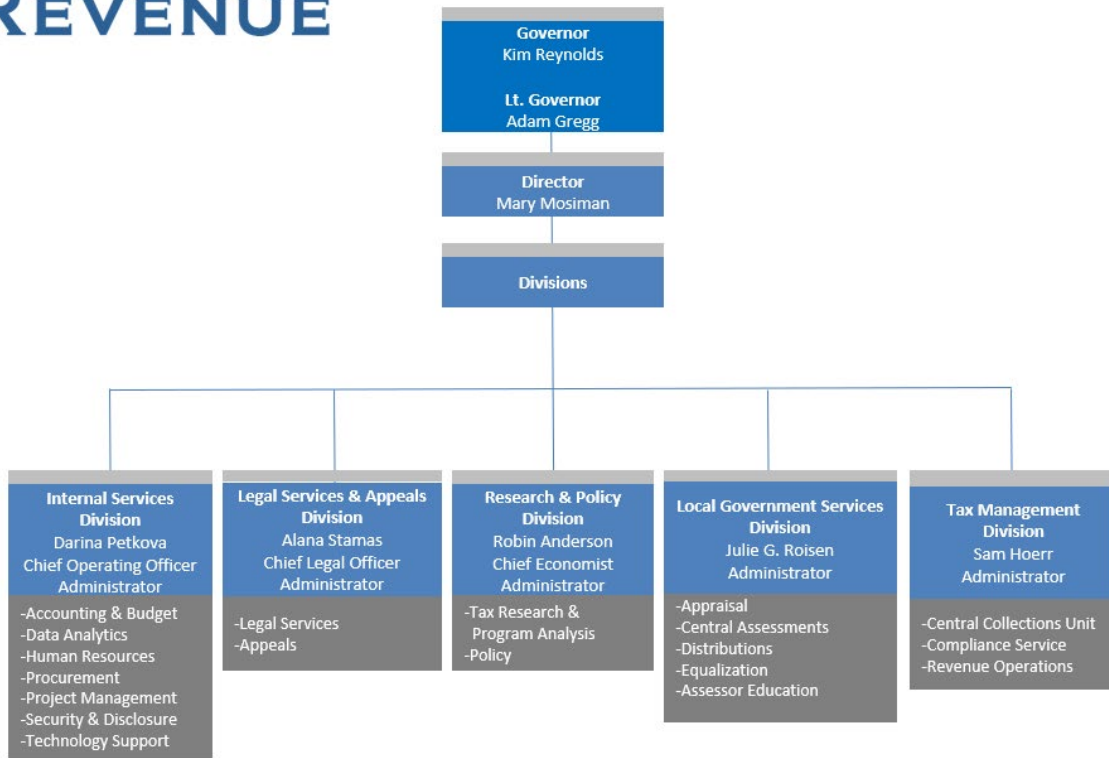 REVENUE
Governor
Kim Reynolds
Lt. Governor
Adam Gregg
Director
Mary Mosiman
Divisions
Internal Services
Division
Darina Petkova
Chief Operating Officer
Administrator
-Accounting & Budget
-Data Analytics
-Human Resources
-Procurement
-Project Management
-Security & Disclosure
-Technology Support
Legal Services & Appeals
Division
Alana Stamas
Chief Legal Officer
Administrator
-Legal Services
-Appeals
Research & Policy
Division
Robin Anderson
Chief Economist
Administrator
-Tax Research &
Program Analysis
-Policy
Local Government Services
Division
Julie G. Roisen
Administrator
-Appraisal
-Central Assessments
-Distributions
-Equalization
-Assessor Education
Tax Management
Division
Sam Hoerr
Administrator
-Central Collections Unit
-Compliance Service
-Revenue Operations